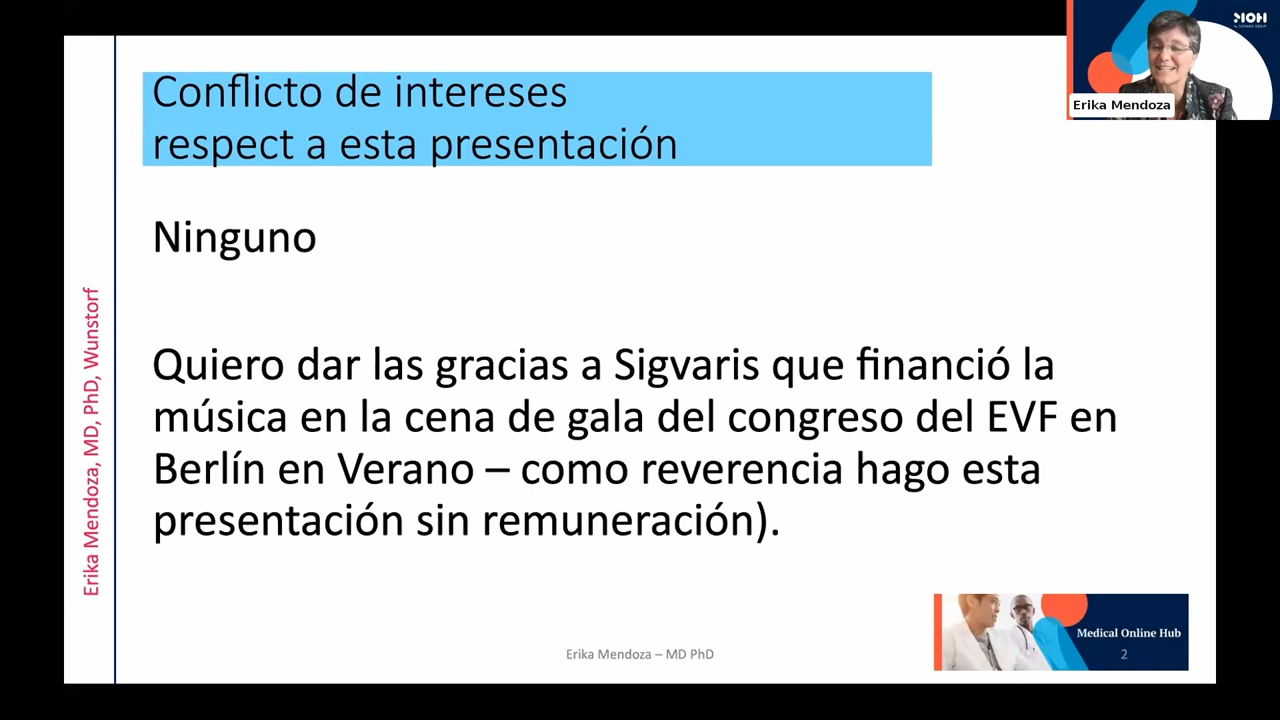 Conflicto de intereses
respect a esta presentación
Ninguno
Quiero dar las gracias a Sigvaris que financió la
música en la cena de gala del congreso del EVF en
Berlín en Verano – como reverencia hago esta
presentación sin remuneración).
Erika Mendoza, MD, PhD, Wunstorf
Erika Mendoza – MD PhD
Medical Online Hub
2
MOH
Erika Mendoza